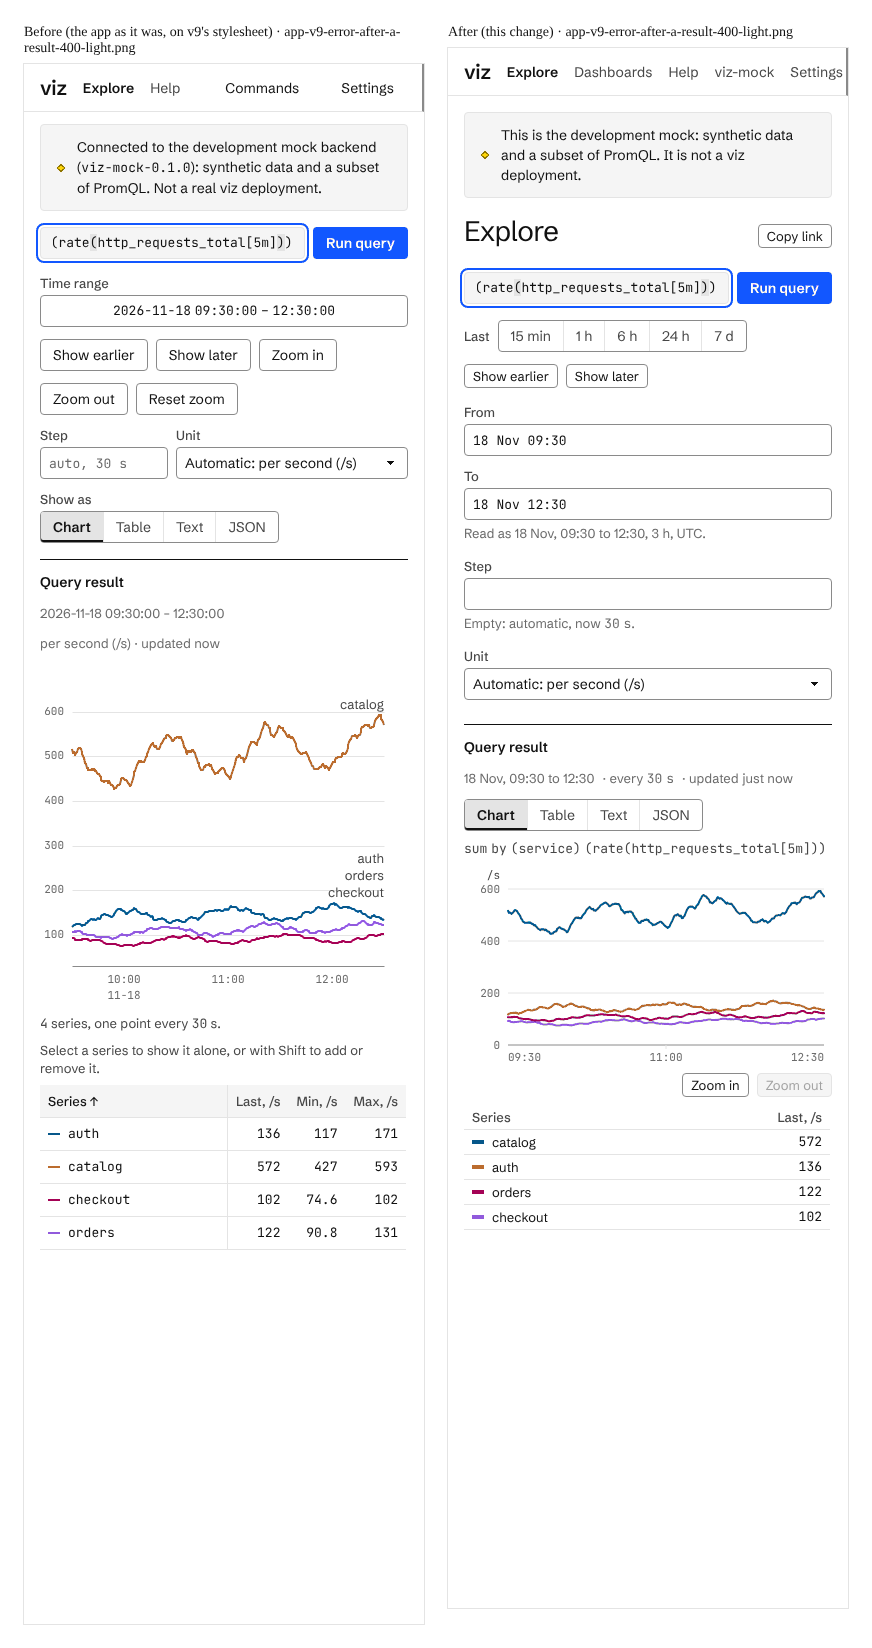 Before (the app as it was, on v9's stylesheet) · app-v9-error-after-a-
result-400-light.png
viz Explore Help Commands Settings
Connected to the development mock backend
(viz-mock-0.1.0): synthetic data and a subset
of PromQL. Not a real viz deployment.
(rate(http_requests_total[5m])) Run query
Time range
2026-11-18 09:30:00 – 12:30:00
Show earlier Show later Zoom in
Zoom out Reset zoom
Step Unit
auto, 30 s Automatic: per second (/s)
Show as
Chart Table Text JSON
Query result
2026-11-18 09:30:00 – 12:30:00
per second (/s) · updated now
catalog
600
500
400
300
auth
orders
200
checkout
100
10:00 11:00 12:00
11-18
4 series, one point every 30 s.
Select a series to show it alone, or with Shift to add or
remove it.
Series ↑ Last, /s Min, /s Max, /s
auth 136 117 171
catalog 572 427 593
checkout 102 74.6 102
orders 122 90.8 131
After (this change) · app-v9-error-after-a-result-400-light.png
viz Explore Dashboards Help viz-mock Settings
This is the development mock: synthetic data
and a subset of PromQL. It is not a viz
deployment.
Explore Copy link
(rate(http_requests_total[5m])) Run query
Last 15 min 1 h 6 h 24 h 7 d
Show earlier Show later
From
18 Nov 09:30
To
18 Nov 12:30
Read as 18 Nov, 09:30 to 12:30, 3 h, UTC.
Step
Empty: automatic, now 30 s.
Unit
Automatic: per second (/s)
Query result
18 Nov, 09:30 to 12:30 · every 30 s · updated just now
Chart Table Text JSON
sum by (service) (rate(http_requests_total[5m]))
/s
600
400
200
0
09:30 11:00 12:30
Zoom in Zoom out
Series Last, /s
catalog 572
auth 136
orders 122
checkout 102